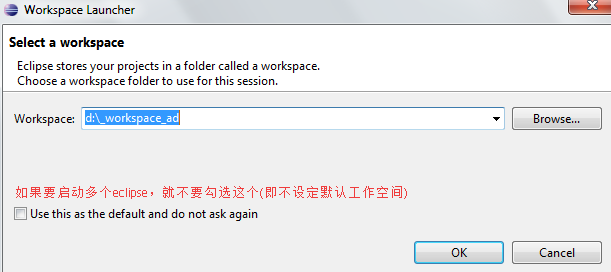 Workspace Launcher
Select a workspace
Eclipse stores your projects in a folder called a workspace.
Choose a workspace folder to use for this session.
Workspace: d:\_workspace_ad Browse...
如果要启动多个eclipse，就不要勾选这个(即不设定默认工作空间)
Use this as the default and do not ask again
OK Cancel